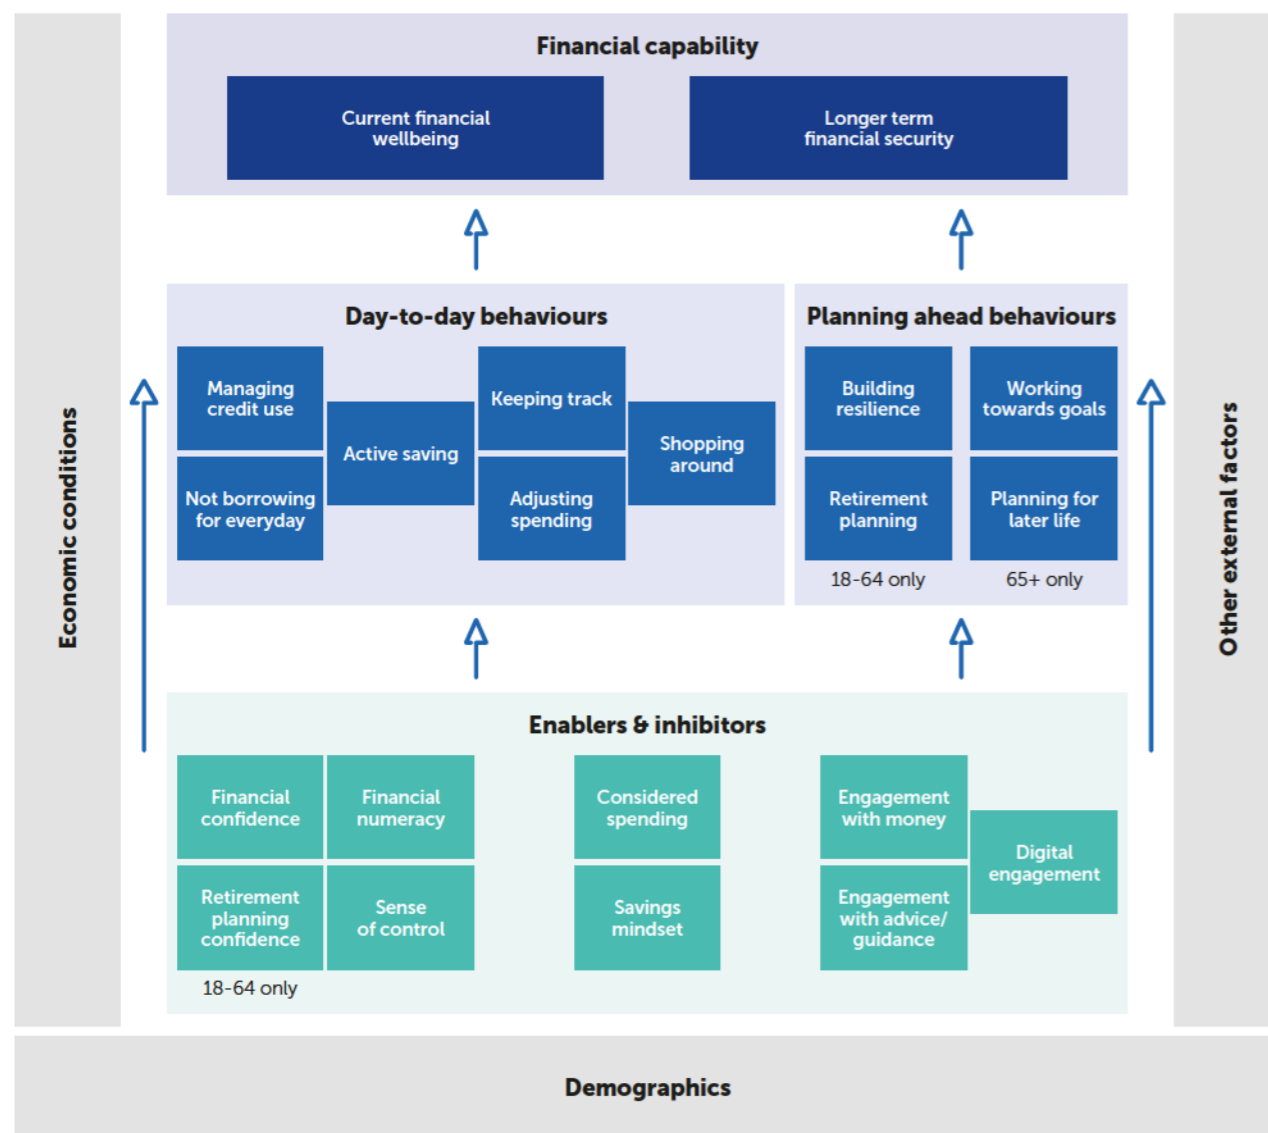 Financial capability
Current financial
wellbeing
Longer term
financial security
Day-to-day behaviours
Managing
credit use
Not borrowing
for everyday
Active saving
Keeping track
Adjusting
spending
Shopping
around
Planning ahead behaviours
Building
resilience
Working
towards goals
Retirement
planning
Planning for
later life
18-64 only
65+ only
Economic conditions
Other external factors
Enablers & inhibitors
Financial
confidence
Financial
numeracy
Retirement
planning
confidence
Sense
of control
18-64 only
Considered
spending
Savings
mindset
Engagement
with money
Engagement
with advice/
guidance
Digital
engagement
Demographics